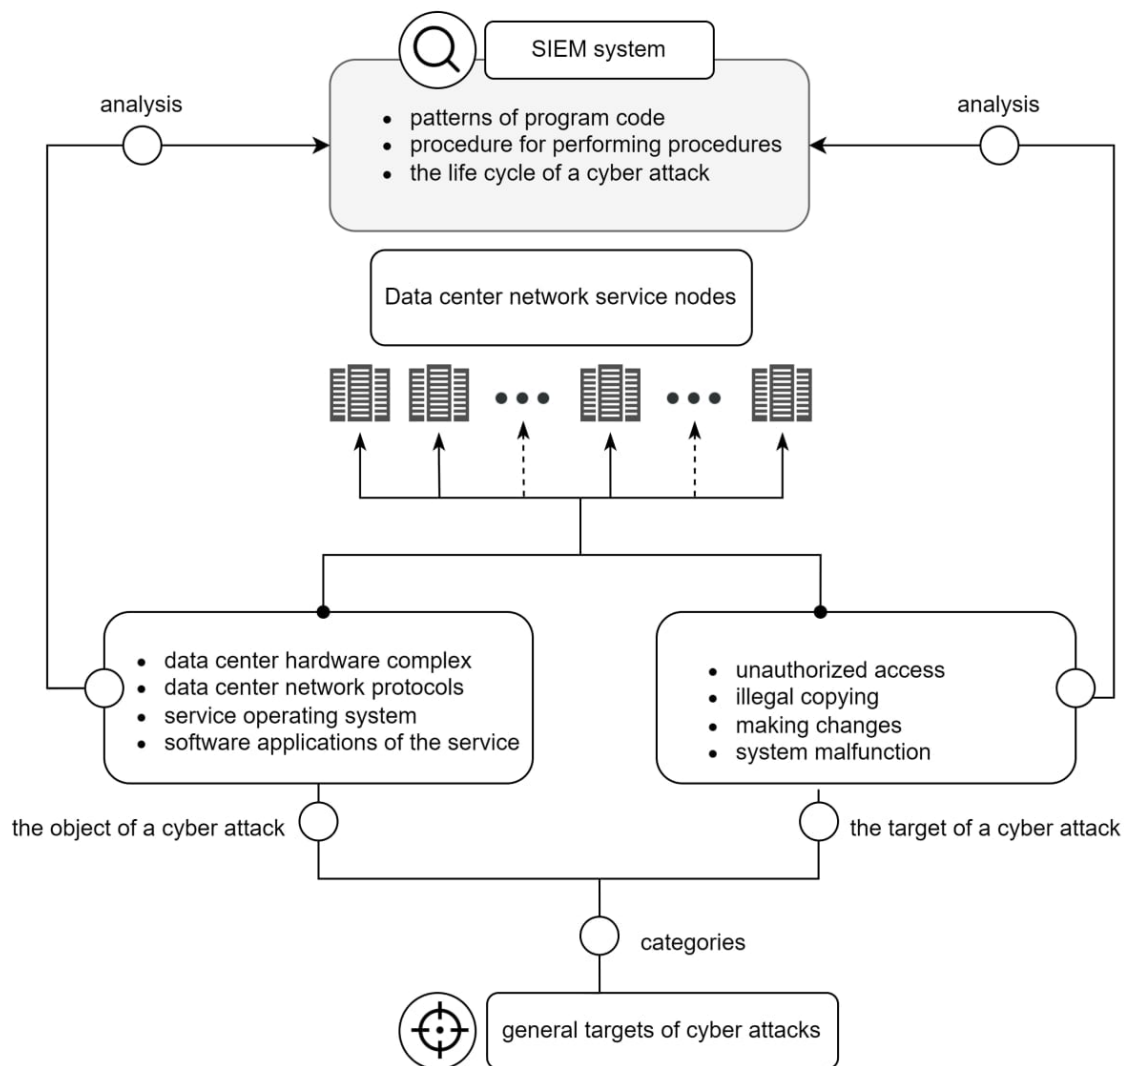 SIEM system
analysis
analysis
• patterns of program code
• procedure for performing procedures
• the life cycle of a cyber attack
Data center network service nodes
• data center hardware complex
• data center network protocols
• service operating system
• software applications of the service
• unauthorized access
• illegal copying
• making changes
• system malfunction
the object of a cyber attack
the target of a cyber attack
categories
general targets of cyber attacks